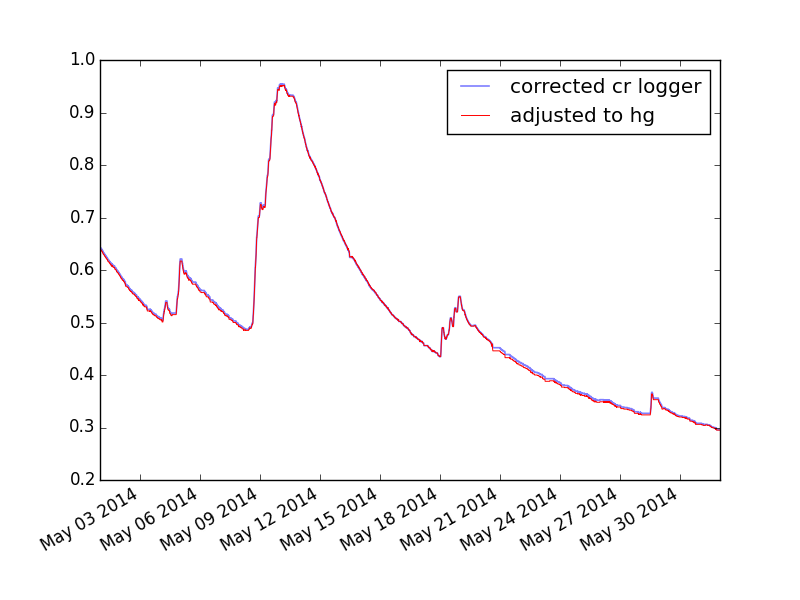 1.0
corrected cr logger
adjusted to hg
0.9
0.8
0.7
0.6
0.5
0.4
0.3
0.2
May 03 2014
May 06 2014
May 09 2014
May 12 2014
May 15 2014
May 18 2014
May 21 2014
May 24 2014
May 27 2014
May 30 2014